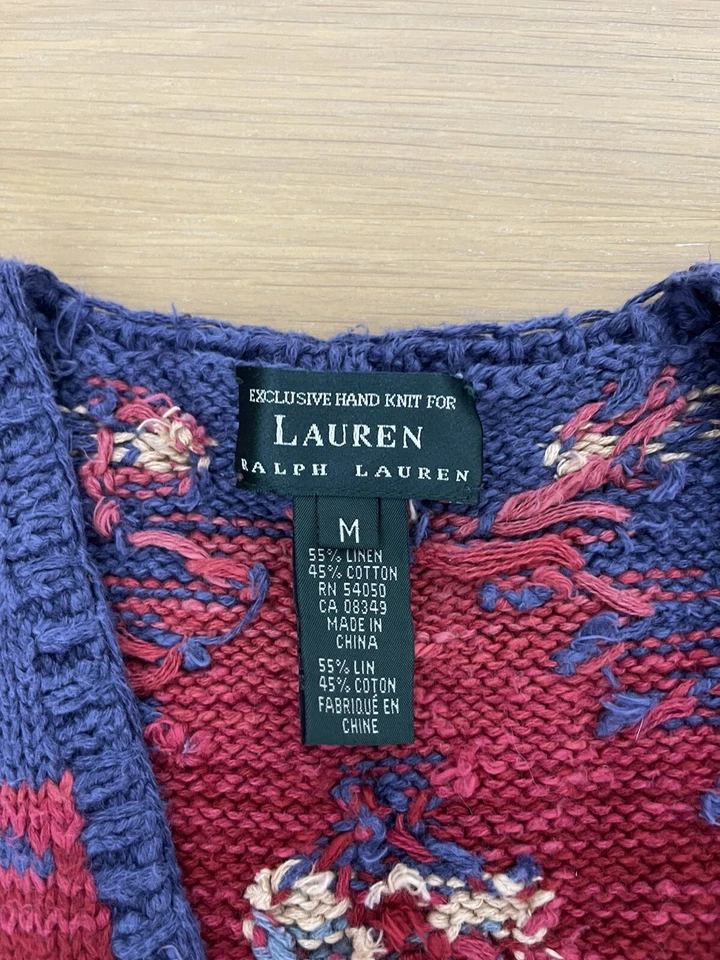 EXCLUSIVE HAND KNIT FOR
LAUREN
RALPH LAUREN
M
55% LINEN
45% COTTON
RN 54050
CA 08349
MADE IN
CHINA
55% LIN
45% COTON
FABRIQUÉ EN
CHINE